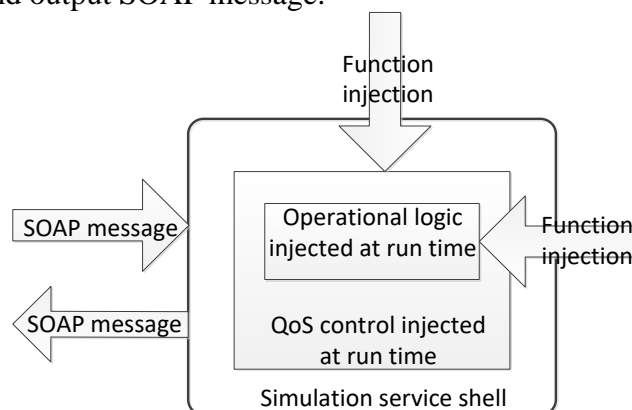 nd output SOAP message.
Function
injection
SOAP message
Operational logic
injected at run time
Function
injection
SOAP message
QoS control injected
at run time
Simulation service shell